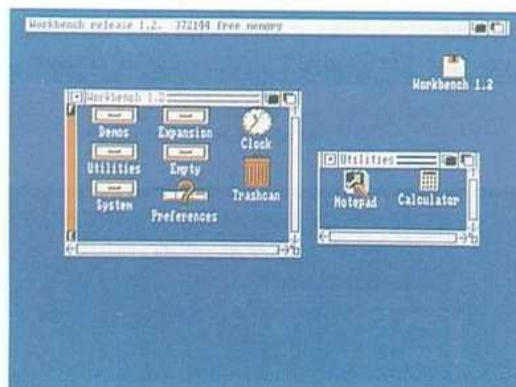 Workbench release 1.2. 372144 free memory
Workbench 1.2
Workbench 1.2
Demos
Expansion
Clock
Utilities
Empty
System
Preferences
Trashcan
Utilities
Notepad
Calculator